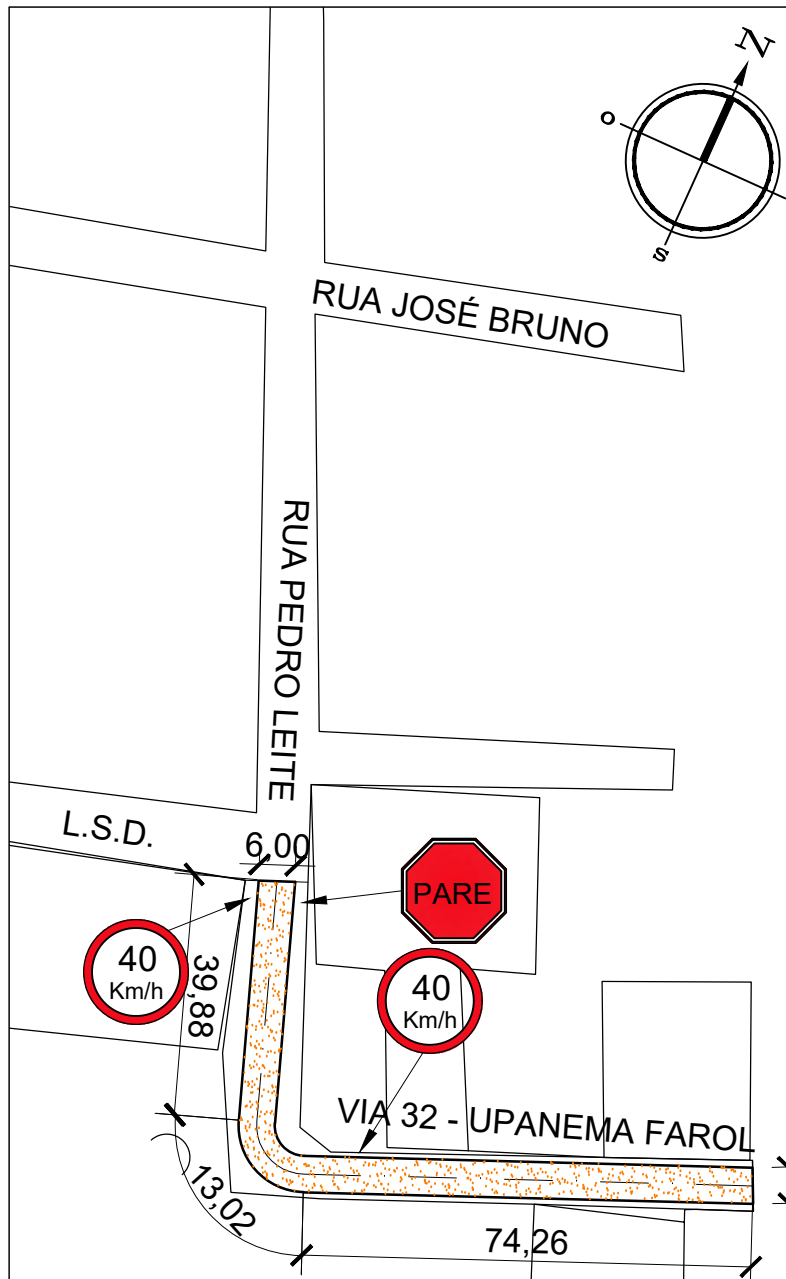 N
O
S
RUA JOSÉ BRUNO
RUA PEDRO LEITE
L.S.D.
6,00
PARE
40
Km/h
39,88
40
Km/h
VIA 32 - UPANEMA FAROL
13,02
74,26